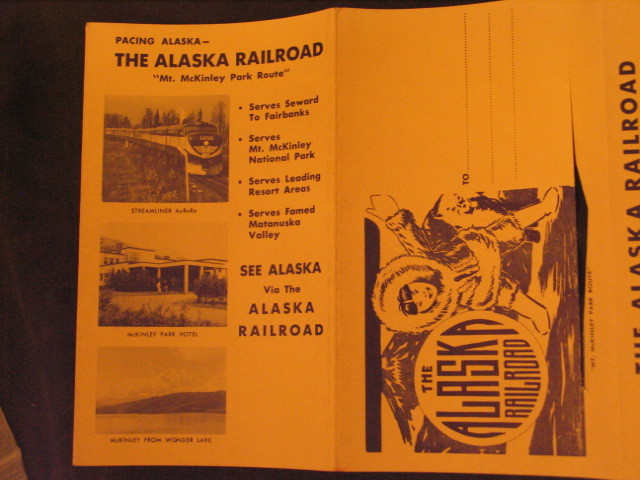 PACING ALASKA—
THE ALASKA RAILROAD
"Mt. McKinley Park Route"
• Serves Seward
To Fairbanks
• Serves
Mt. McKinley
National Park
• Serves Leading
Resort Areas
• Serves Famed
Matanuska
Valley
STREAMLINER AuRoRa
McKINLEY PARK HOTEL
McKINLEY FROM WONDER LAKE
SEE ALASKA
Via The
ALASKA
RAILROAD
TO
THE
ALASKA
RAILROAD
"MT. McKINLEY PARK ROUTE"
THE ALASKA RAILROAD